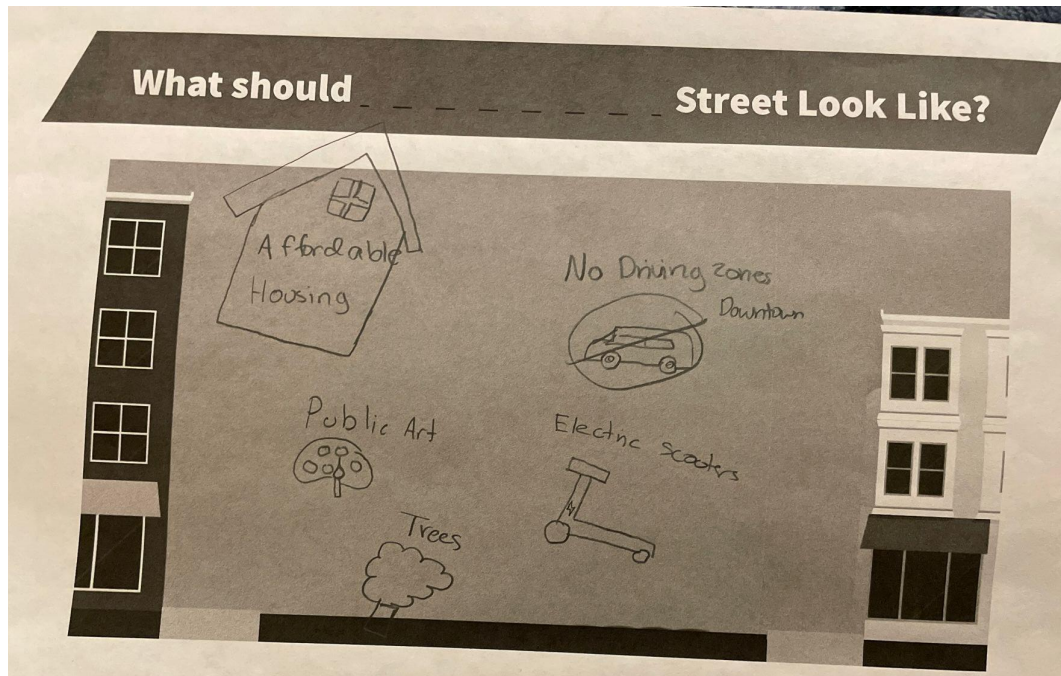 What should _ _ _ _ _ _ _ Street Look Like?
Affordable
Housing
No Driving zones
Downtown
Public Art
Electric Scooters
Trees